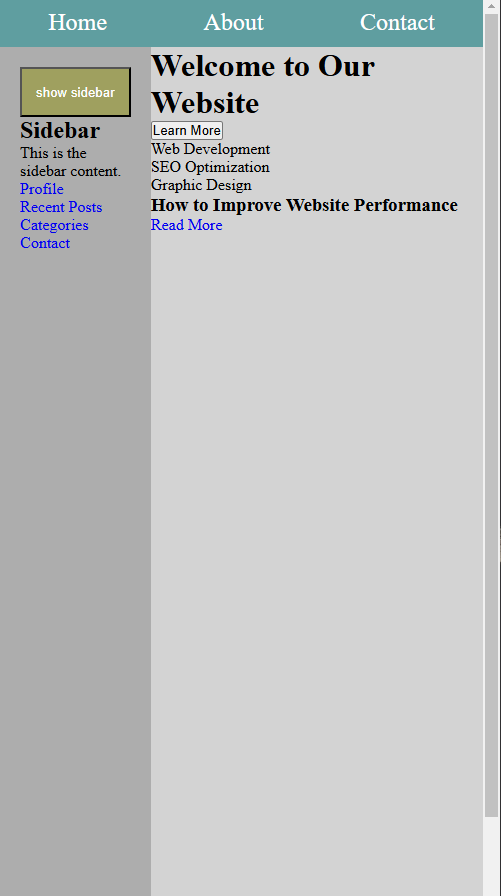 Home About Contact
show sidebar
Sidebar
This is the
sidebar content.
Profile
Recent Posts
Categories
Contact
Welcome to Our
Website
Learn More
Web Development
SEO Optimization
Graphic Design
How to Improve Website Performance
Read More